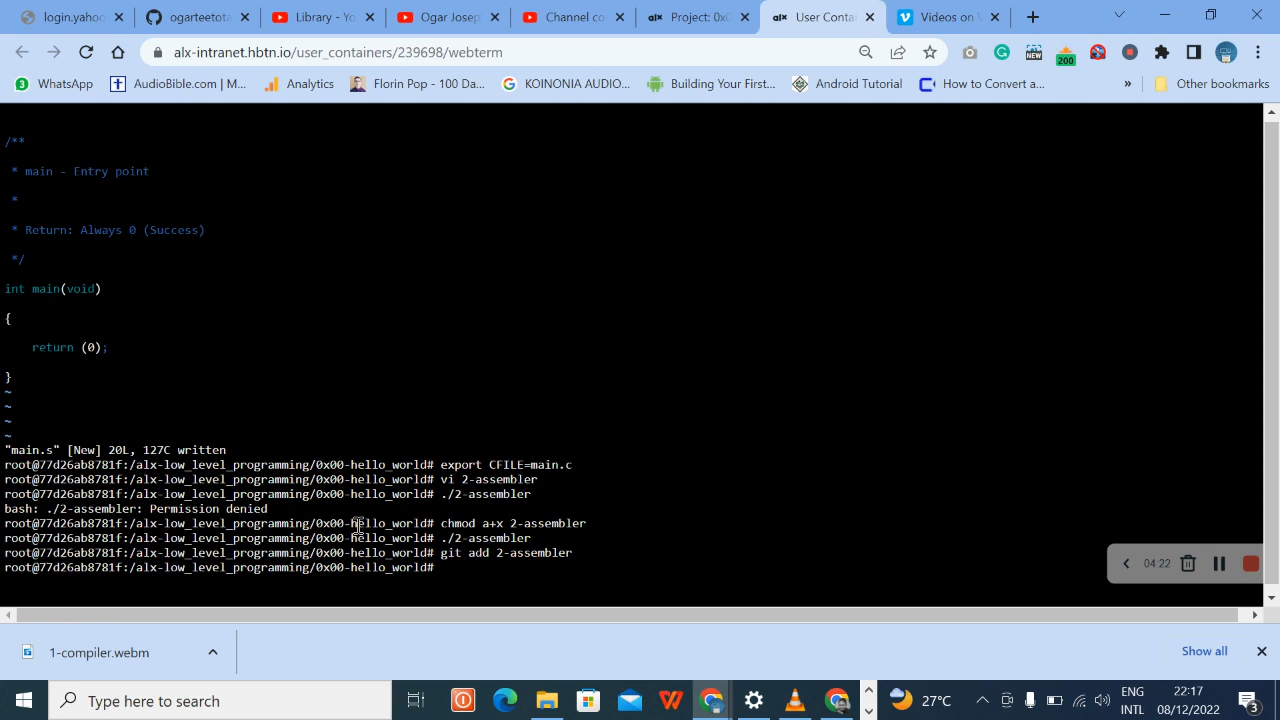 login.yahoo
ogarteetota
Library - Yo
Ogar Josep
Channel co
Project: 0x0
User Conta
Videos on V
alx-intranet.hbtn.io/user_containers/239698/webterm
NEW
200
WhatsApp
AudioBible.com | M...
Analytics
Florin Pop - 100 Da...
KOINONIA AUDIO...
Building Your First...
Android Tutorial
How to Convert a...
»
Other bookmarks
/**
* main - Entry point
*
* Return: Always 0 (Success)
*/
int main(void)
{
return (0);
}
~
~
~
~
"main.s" [New] 20L, 127C written
root@77d26ab8781f:/alx-low_level_programming/0x00-hello_world# export CFILE=main.c
root@77d26ab8781f:/alx-low_level_programming/0x00-hello_world# vi 2-assembler
root@77d26ab8781f:/alx-low_level_programming/0x00-hello_world# ./2-assembler
bash: ./2-assembler: Permission denied
root@77d26ab8781f:/alx-low_level_programming/0x00-hello_world# chmod a+x 2-assembler
root@77d26ab8781f:/alx-low_level_programming/0x00-hello_world# ./2-assembler
root@77d26ab8781f:/alx-low_level_programming/0x00-hello_world# git add 2-assembler
root@77d26ab8781f:/alx-low_level_programming/0x00-hello_world#
04:22
1-compiler.webm
Show all
Type here to search
27°C
ENG
INTL
22:17
08/12/2022
3